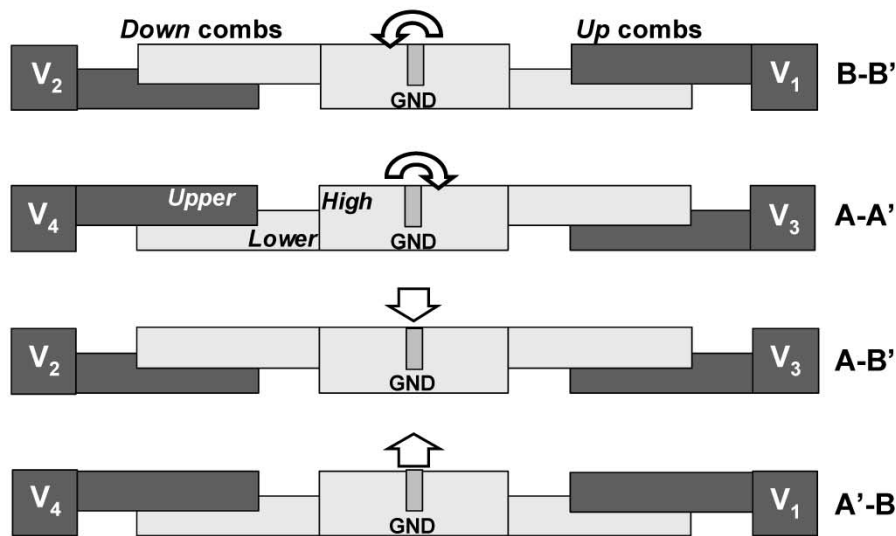 Down combs Up combs
V₂ GND V₁ B-B'
V₄ Upper Lower High GND V₃ A-A'
V₂ GND V₃ A-B'
V₄ GND V₁ A'-B